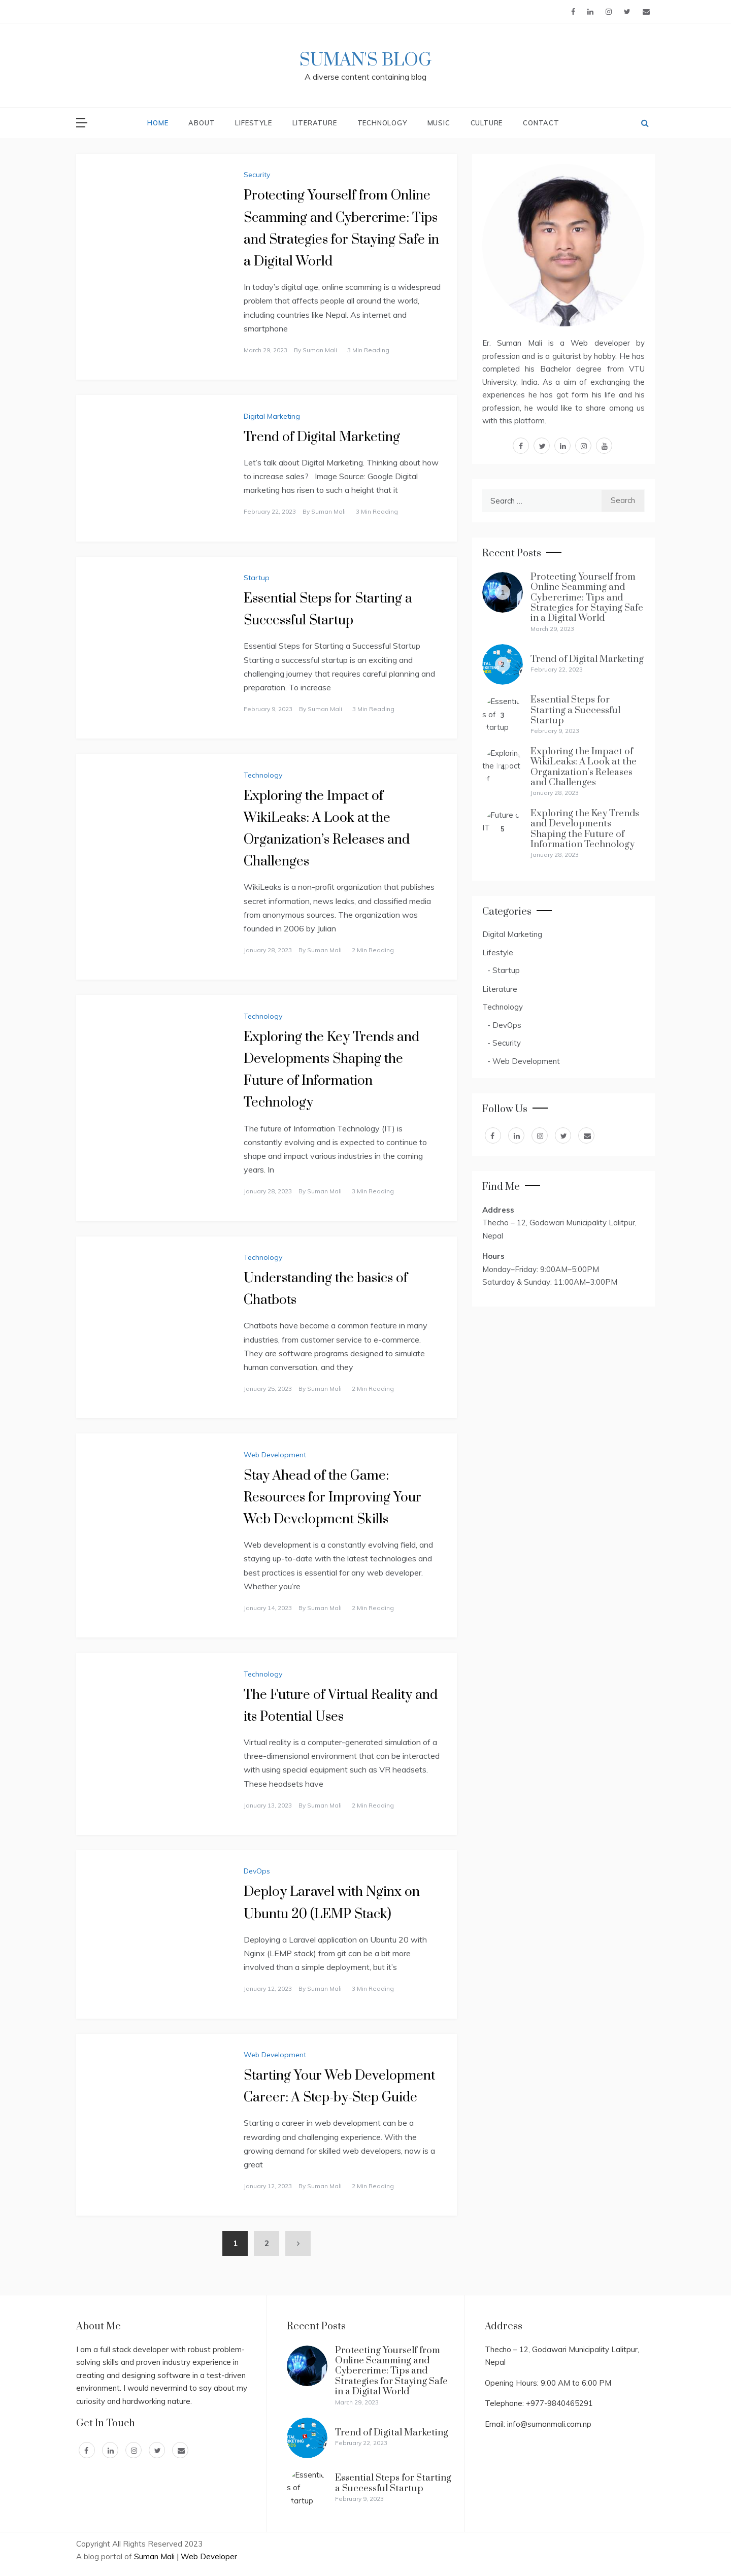 SUMAN'S BLOG
A diverse content containing blog
HOME ABOUT LIFESTYLE LITERATURE TECHNOLOGY MUSIC CULTURE CONTACT
Security
Protecting Yourself from Online
Scamming and Cybercrime: Tips
and Strategies for Staying Safe in
a Digital World
In today's digital age, online scamming is a widespread
problem that affects people all around the world,
including countries like Nepal. As internet and
smartphone
March 29, 2023 By Suman Mali 3 Min Reading
Digital Marketing
Trend of Digital Marketing
Let's talk about Digital Marketing. Thinking about how
to increase sales? Image Source: Google Digital
marketing has risen to such a height that it
February 22, 2023 By Suman Mali 3 Min Reading
Startup
Essential Steps for Starting a
Successful Startup
Essential Steps for Starting a Successful Startup
Starting a successful startup is an exciting and
challenging journey that requires careful planning and
preparation. To increase
February 9, 2023 By Suman Mali 3 Min Reading
Technology
Exploring the Impact of
WikiLeaks: A Look at the
Organization's Releases and
Challenges
WikiLeaks is a non-profit organization that publishes
secret information, news leaks, and classified media
from anonymous sources. The organization was
founded in 2006 by Julian
January 28, 2023 By Suman Mali 2 Min Reading
Technology
Exploring the Key Trends and
Developments Shaping the
Future of Information
Technology
The future of Information Technology (IT) is
constantly evolving and is expected to continue to
shape and impact various industries in the coming
years. In
January 28, 2023 By Suman Mali 3 Min Reading
Technology
Understanding the basics of
Chatbots
Chatbots have become a common feature in many
industries, from customer service to e-commerce.
They are software programs designed to simulate
human conversation, and they
January 25, 2023 By Suman Mali 2 Min Reading
Web Development
Stay Ahead of the Game:
Resources for Improving Your
Web Development Skills
Web development is a constantly evolving field, and
staying up-to-date with the latest technologies and
best practices is essential for any web developer.
Whether you're
January 14, 2023 By Suman Mali 2 Min Reading
Technology
The Future of Virtual Reality and
its Potential Uses
Virtual reality is a computer-generated simulation of a
three-dimensional environment that can be interacted
with using special equipment such as VR headsets.
These headsets have
January 13, 2023 By Suman Mali 2 Min Reading
DevOps
Deploy Laravel with Nginx on
Ubuntu 20 (LEMP Stack)
Deploying a Laravel application on Ubuntu 20 with
Nginx (LEMP stack) from git can be a bit more
involved than a simple deployment, but it's
January 12, 2023 By Suman Mali 3 Min Reading
Web Development
Starting Your Web Development
Career: A Step-by-Step Guide
Starting a career in web development can be a
rewarding and challenging experience. With the
growing demand for skilled web developers, now is a
great
January 12, 2023 By Suman Mali 2 Min Reading
1 2
Er. Suman Mali is a Web developer by
profession and is a guitarist by hobby. He has
completed his Bachelor degree from VTU
University, India. As a aim of exchanging the
experiences he has got form his life and his
profession, he would like to share among us
with this platform.
Search … Search
Recent Posts
1
Protecting Yourself from
Online Scamming and
Cybercrime: Tips and
Strategies for Staying Safe
in a Digital World
March 29, 2023
2
Trend of Digital Marketing
February 22, 2023
3
Essential Steps for
Starting a Successful
Startup
February 9, 2023
4
Exploring the Impact of
WikiLeaks: A Look at the
Organization's Releases
and Challenges
January 28, 2023
5
Exploring the Key Trends
and Developments
Shaping the Future of
Information Technology
January 28, 2023
Categories
Digital Marketing
Lifestyle
- Startup
Literature
Technology
- DevOps
- Security
- Web Development
Follow Us
Find Me
Address
Thecho – 12, Godawari Municipality Lalitpur,
Nepal
Hours
Monday–Friday: 9:00AM–5:00PM
Saturday & Sunday: 11:00AM–3:00PM
About Me
I am a full stack developer with robust problem-
solving skills and proven industry experience in
creating and designing software in a test-driven
environment. I would nevermind to say about my
curiosity and hardworking nature.
Get In Touch
Recent Posts
Protecting Yourself from
Online Scamming and
Cybercrime: Tips and
Strategies for Staying Safe
in a Digital World
March 29, 2023
Trend of Digital Marketing
February 22, 2023
Essential Steps for Starting
a Successful Startup
February 9, 2023
Address
Thecho – 12, Godawari Municipality Lalitpur,
Nepal
Opening Hours: 9:00 AM to 6:00 PM
Telephone: +977-9840465291
Email: info@sumanmali.com.np
Copyright All Rights Reserved 2023
A blog portal of Suman Mali | Web Developer